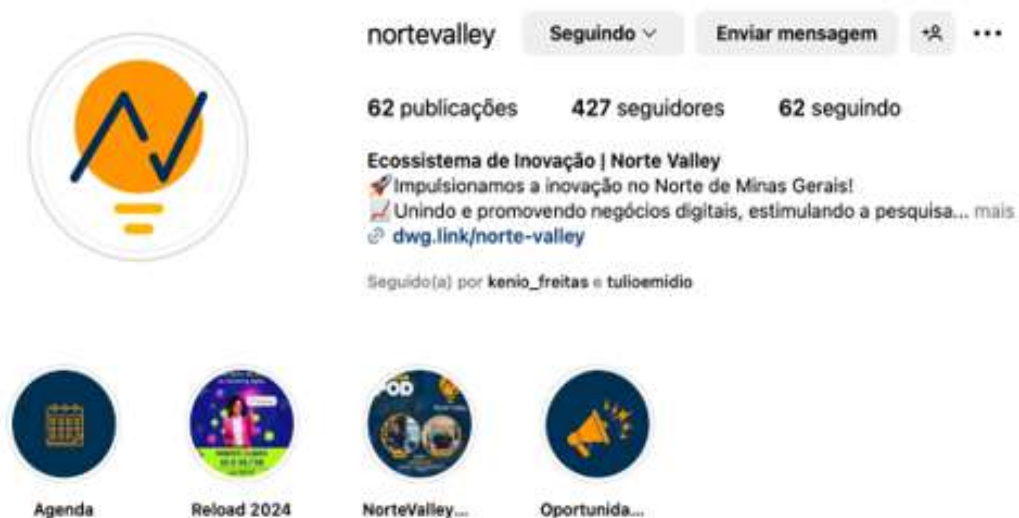 nortevalley Seguindo Enviar mensagem
62 publicações 427 seguidores 62 seguindo
Ecossistema de Inovação | Norte Valley
🚀Impulsionamos a inovação no Norte de Minas Gerais!
📈Unindo e promovendo negócios digitais, estimulando a pesquisa... mais
dwg.link/norte-valley
Seguido(a) por kenio_freitas e tulioemidio
POD
Agenda Reload 2024 NorteValley... Oportunida...